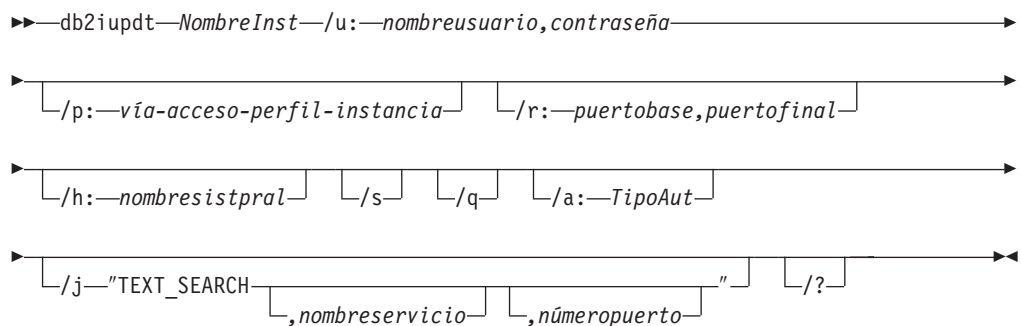 db2iupdt NombreInst /u: nombreusuario,contraseña
/p: vía-acceso-perfil-instancia /r: puertobase,puertofinal
/h: nombresistpral /s /q /a: TipoAut
/j "TEXT_SEARCH " /?
,nombreservicio ,númeropuerto